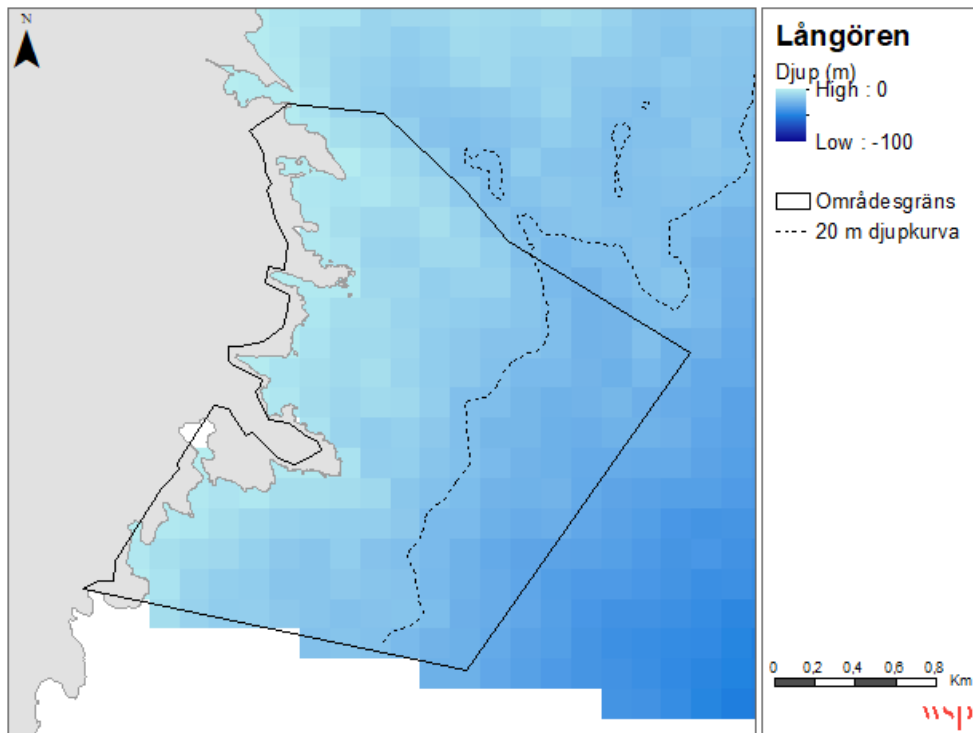 N
Långören
Djup (m)
High : 0
Low : -100
Områdesgräns
20 m djupkurva
0 0,2 0,4 0,6 0,8
Km
wsp